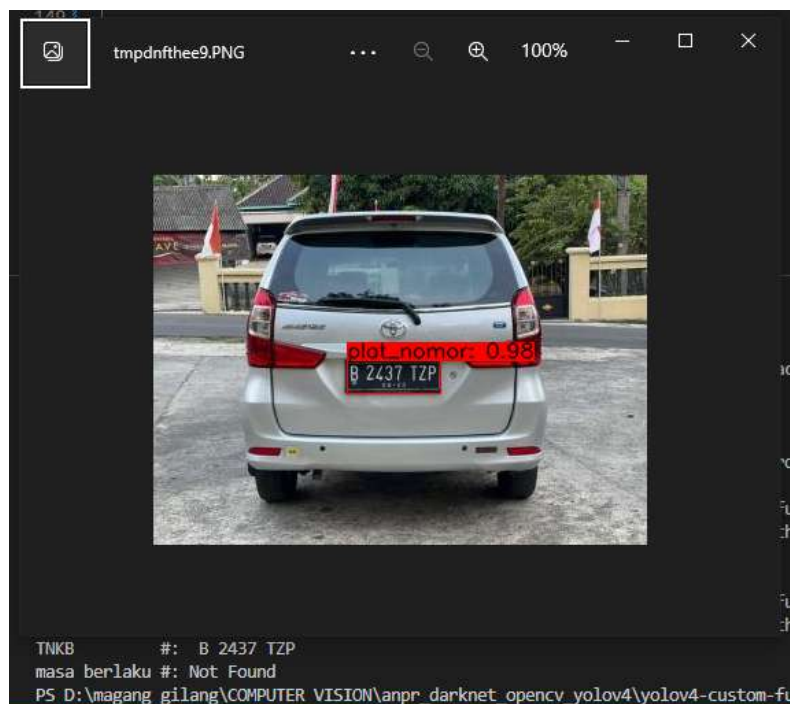 tmpdnfthee9.PNG
100%
AVE
plat_nomor: 0.98
B 2437 TZP
TNKB #: B 2437 TZP
masa berlaku #: Not Found
PS D:\magang gilang\COMPUTER VISION\anpr_darknet_opencv_yolov4\yolov4-custom-fu